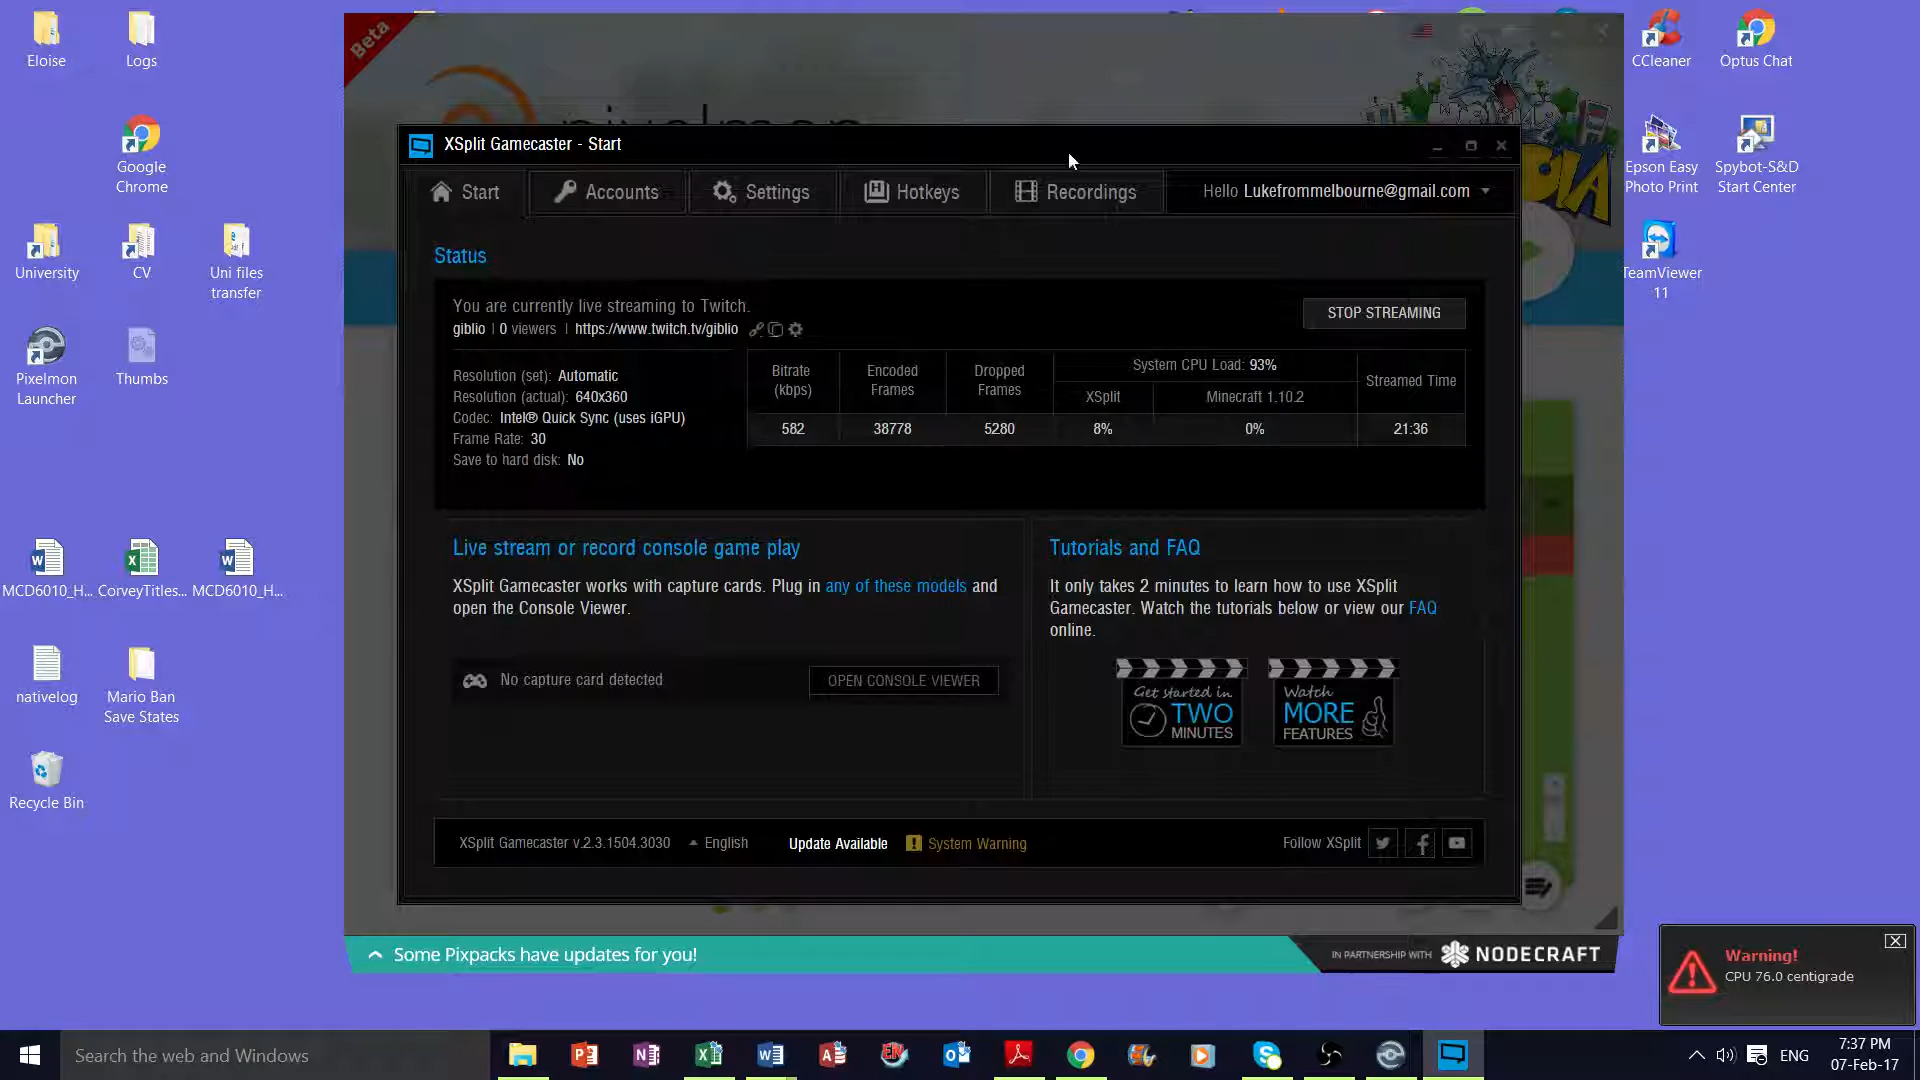 Eloise
Logs
Google
Chrome
University
CV
Uni files
transfer
Pixelmon
Launcher
Thumbs
MCD6010_H...
CorveyTitles...
MCD6010_H...
nativelog
Mario Ban
Save States
Recycle Bin
CCleaner
Optus Chat
Epson Easy
Photo Print
Spybot-S&D
Start Center
TeamViewer
11
Beta
XSplit Gamecaster - Start
Start
Accounts
Settings
Hotkeys
Recordings
Hello Lukefrommelbourne@gmail.com
Status
You are currently live streaming to Twitch.
giblio | 0 viewers | https://www.twitch.tv/giblio
STOP STREAMING
Resolution (set): Automatic
Resolution (actual): 640x360
Codec: Intel® Quick Sync (uses iGPU)
Frame Rate: 30
Save to hard disk: No
Bitrate
(kbps)
Encoded
Frames
Dropped
Frames
System CPU Load: 93%
XSplit
Minecraft 1.10.2
Streamed Time
582
38778
5280
8%
0%
21:36
Live stream or record console game play
XSplit Gamecaster works with capture cards. Plug in any of these models and
open the Console Viewer.
No capture card detected
OPEN CONSOLE VIEWER
Tutorials and FAQ
It only takes 2 minutes to learn how to use XSplit
Gamecaster. Watch the tutorials below or view our FAQ
online.
Get started in
TWO
MINUTES
Watch
MORE
FEATURES
XSplit Gamecaster v.2.3.1504.3030
English
Update Available
System Warning
Follow XSplit
Some Pixpacks have updates for you!
IN PARTNERSHIP WITH NODECRAFT
Warning!
CPU 76.0 centigrade
Search the web and Windows
ENG
7:37 PM
07-Feb-17